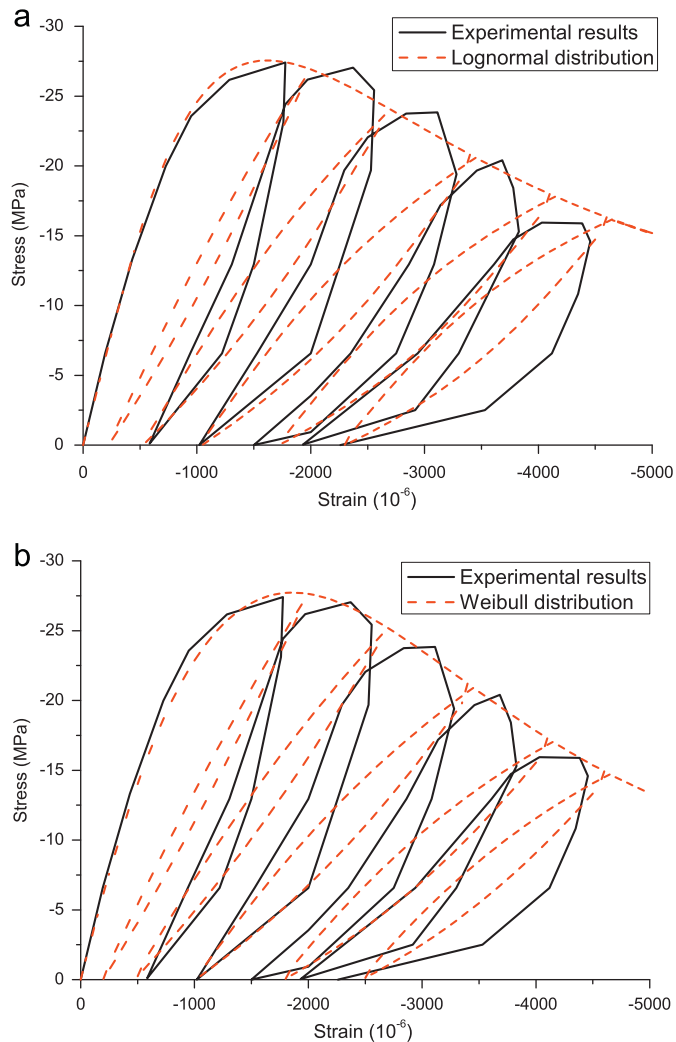 a
-30
-25
-20
-15
-10
-5
0
Stress (MPa)
Experimental results
Lognormal distribution
0 -1000 -2000 -3000 -4000 -5000
Strain (10⁻⁶)
b
-30
-25
-20
-15
-10
-5
0
Stress (MPa)
Experimental results
Weibull distribution
0 -1000 -2000 -3000 -4000 -5000
Strain (10⁻⁶)